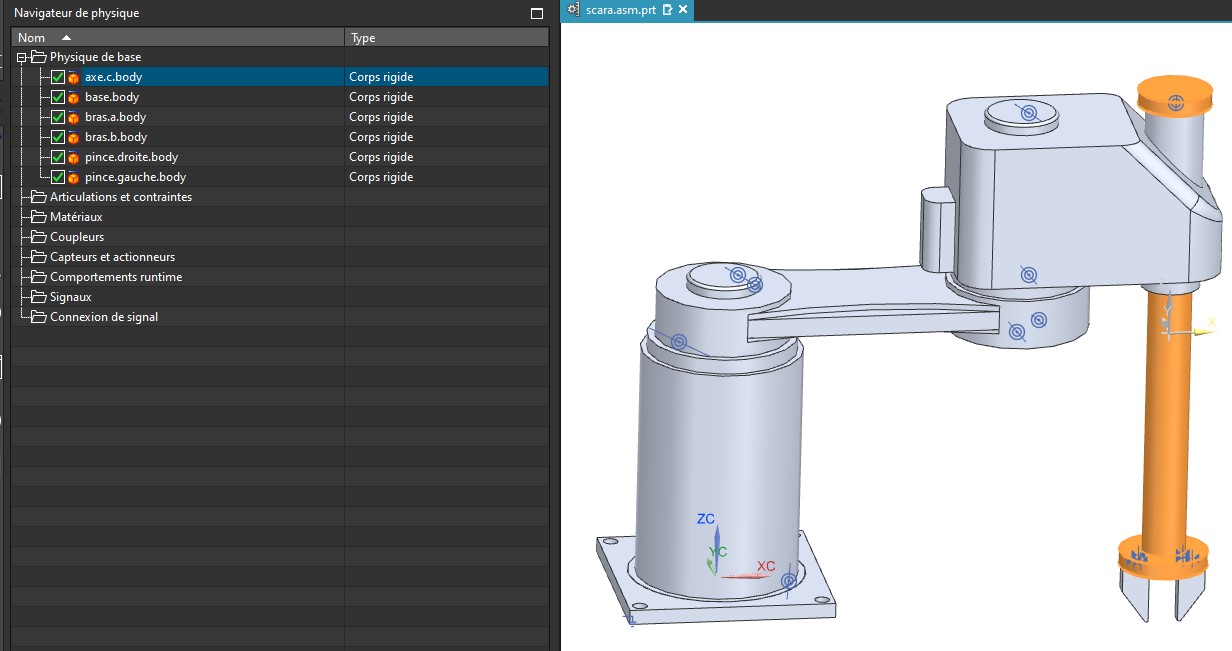 Navigateur de physique
scara.asm.prt
Nom Type
Physique de base
axe.c.body Corps rigide
base.body Corps rigide
bras.a.body Corps rigide
bras.b.body Corps rigide
pince.droite.body Corps rigide
pince.gauche.body Corps rigide
Articulations et contraintes
Matériaux
Coupleurs
Capteurs et actionneurs
Comportements runtime
Signaux
Connexion de signal
Y
X
ZC
YC
XC